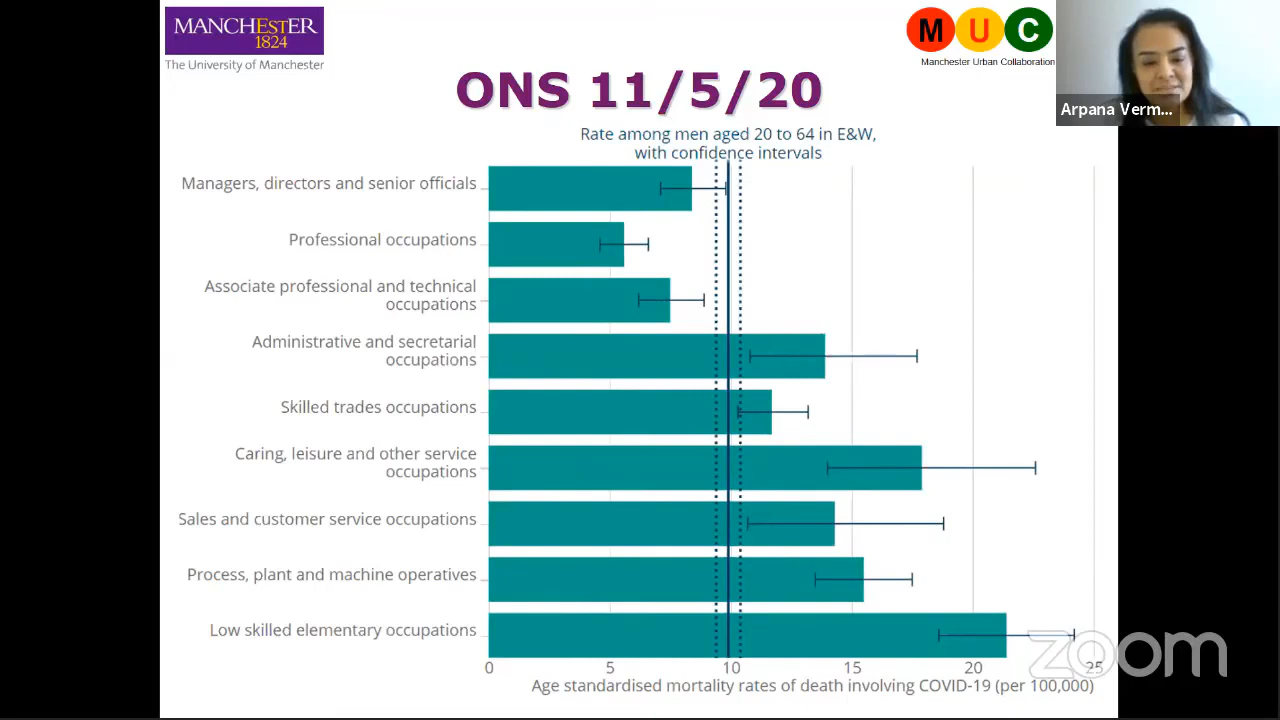 MANCHESTER
1824
The University of Manchester
M U C
Manchester Urban Collaboration
Arpana Verm...
ONS 11/5/20
Rate among men aged 20 to 64 in E&W,
with confidence intervals
Managers, directors and senior officials
Professional occupations
Associate professional and technical
occupations
Administrative and secretarial
occupations
Skilled trades occupations
Caring, leisure and other service
occupations
Sales and customer service occupations
Process, plant and machine operatives
Low skilled elementary occupations
0 5 10 15 20 25
Age standardised mortality rates of death involving COVID-19 (per 100,000)
zoom